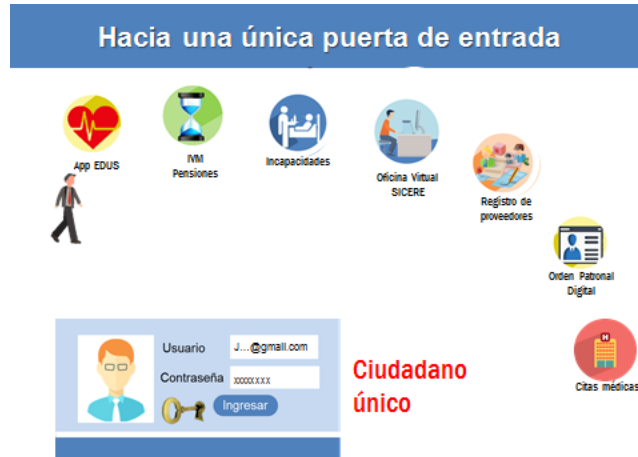 Hacia una única puerta de entrada
App EDUS
IVM
Pensiones
Incapacidades
Oficina Virtual
SICERE
Registro de
proveedores
Orden Patronal
Digital
H
Citas médicas
Usuario
J...@gmail.com
Contraseña
xxxxxxxx
Ingresar
Ciudadano
único